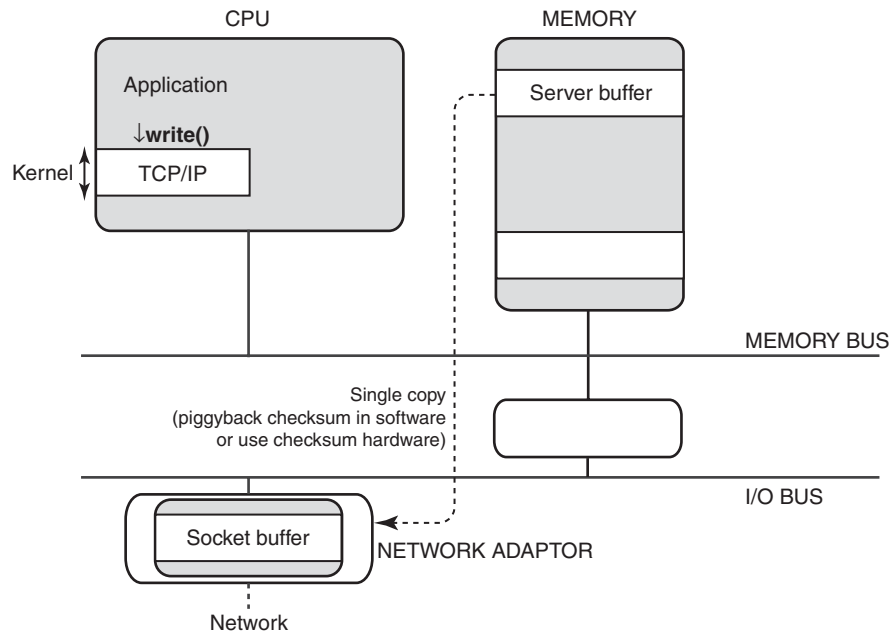 CPU
MEMORY
Application
Server buffer
↓write()
Kernel
TCP/IP
MEMORY BUS
Single copy
(piggyback checksum in software
or use checksum hardware)
I/O BUS
Socket buffer
NETWORK ADAPTOR
Network